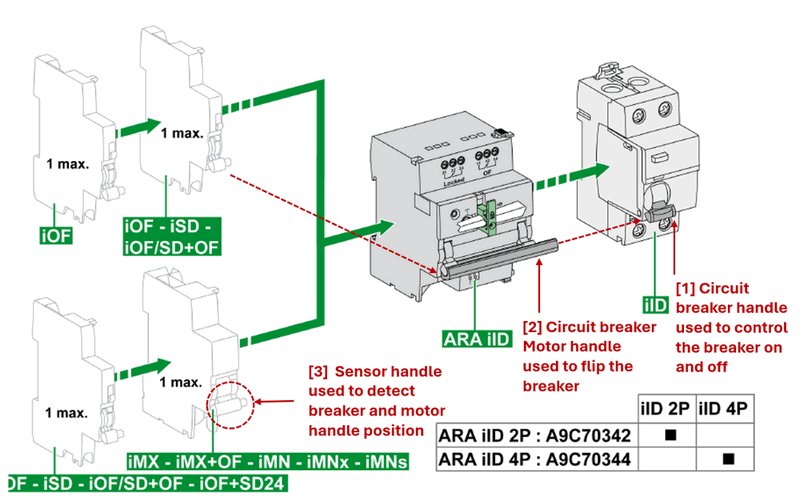 1 max.
1 max.
iOF
iOF - iSD -
iOF/SD+OF
Locked
OF
ARA iID
iID
[1] Circuit
breaker handle
used to control
the breaker on
and off
[2] Circuit breaker
Motor handle
used to flip the
breaker
[3] Sensor handle
used to detect
breaker and motor
handle position
1 max.
1 max.
iMX - iMX+OF - iMN - iMNx - iMNs
OF - iSD - iOF/SD+OF - iOF+SD24
iID 2P iID 4P
ARA iID 2P : A9C70342 ■
ARA iID 4P : A9C70344 ■